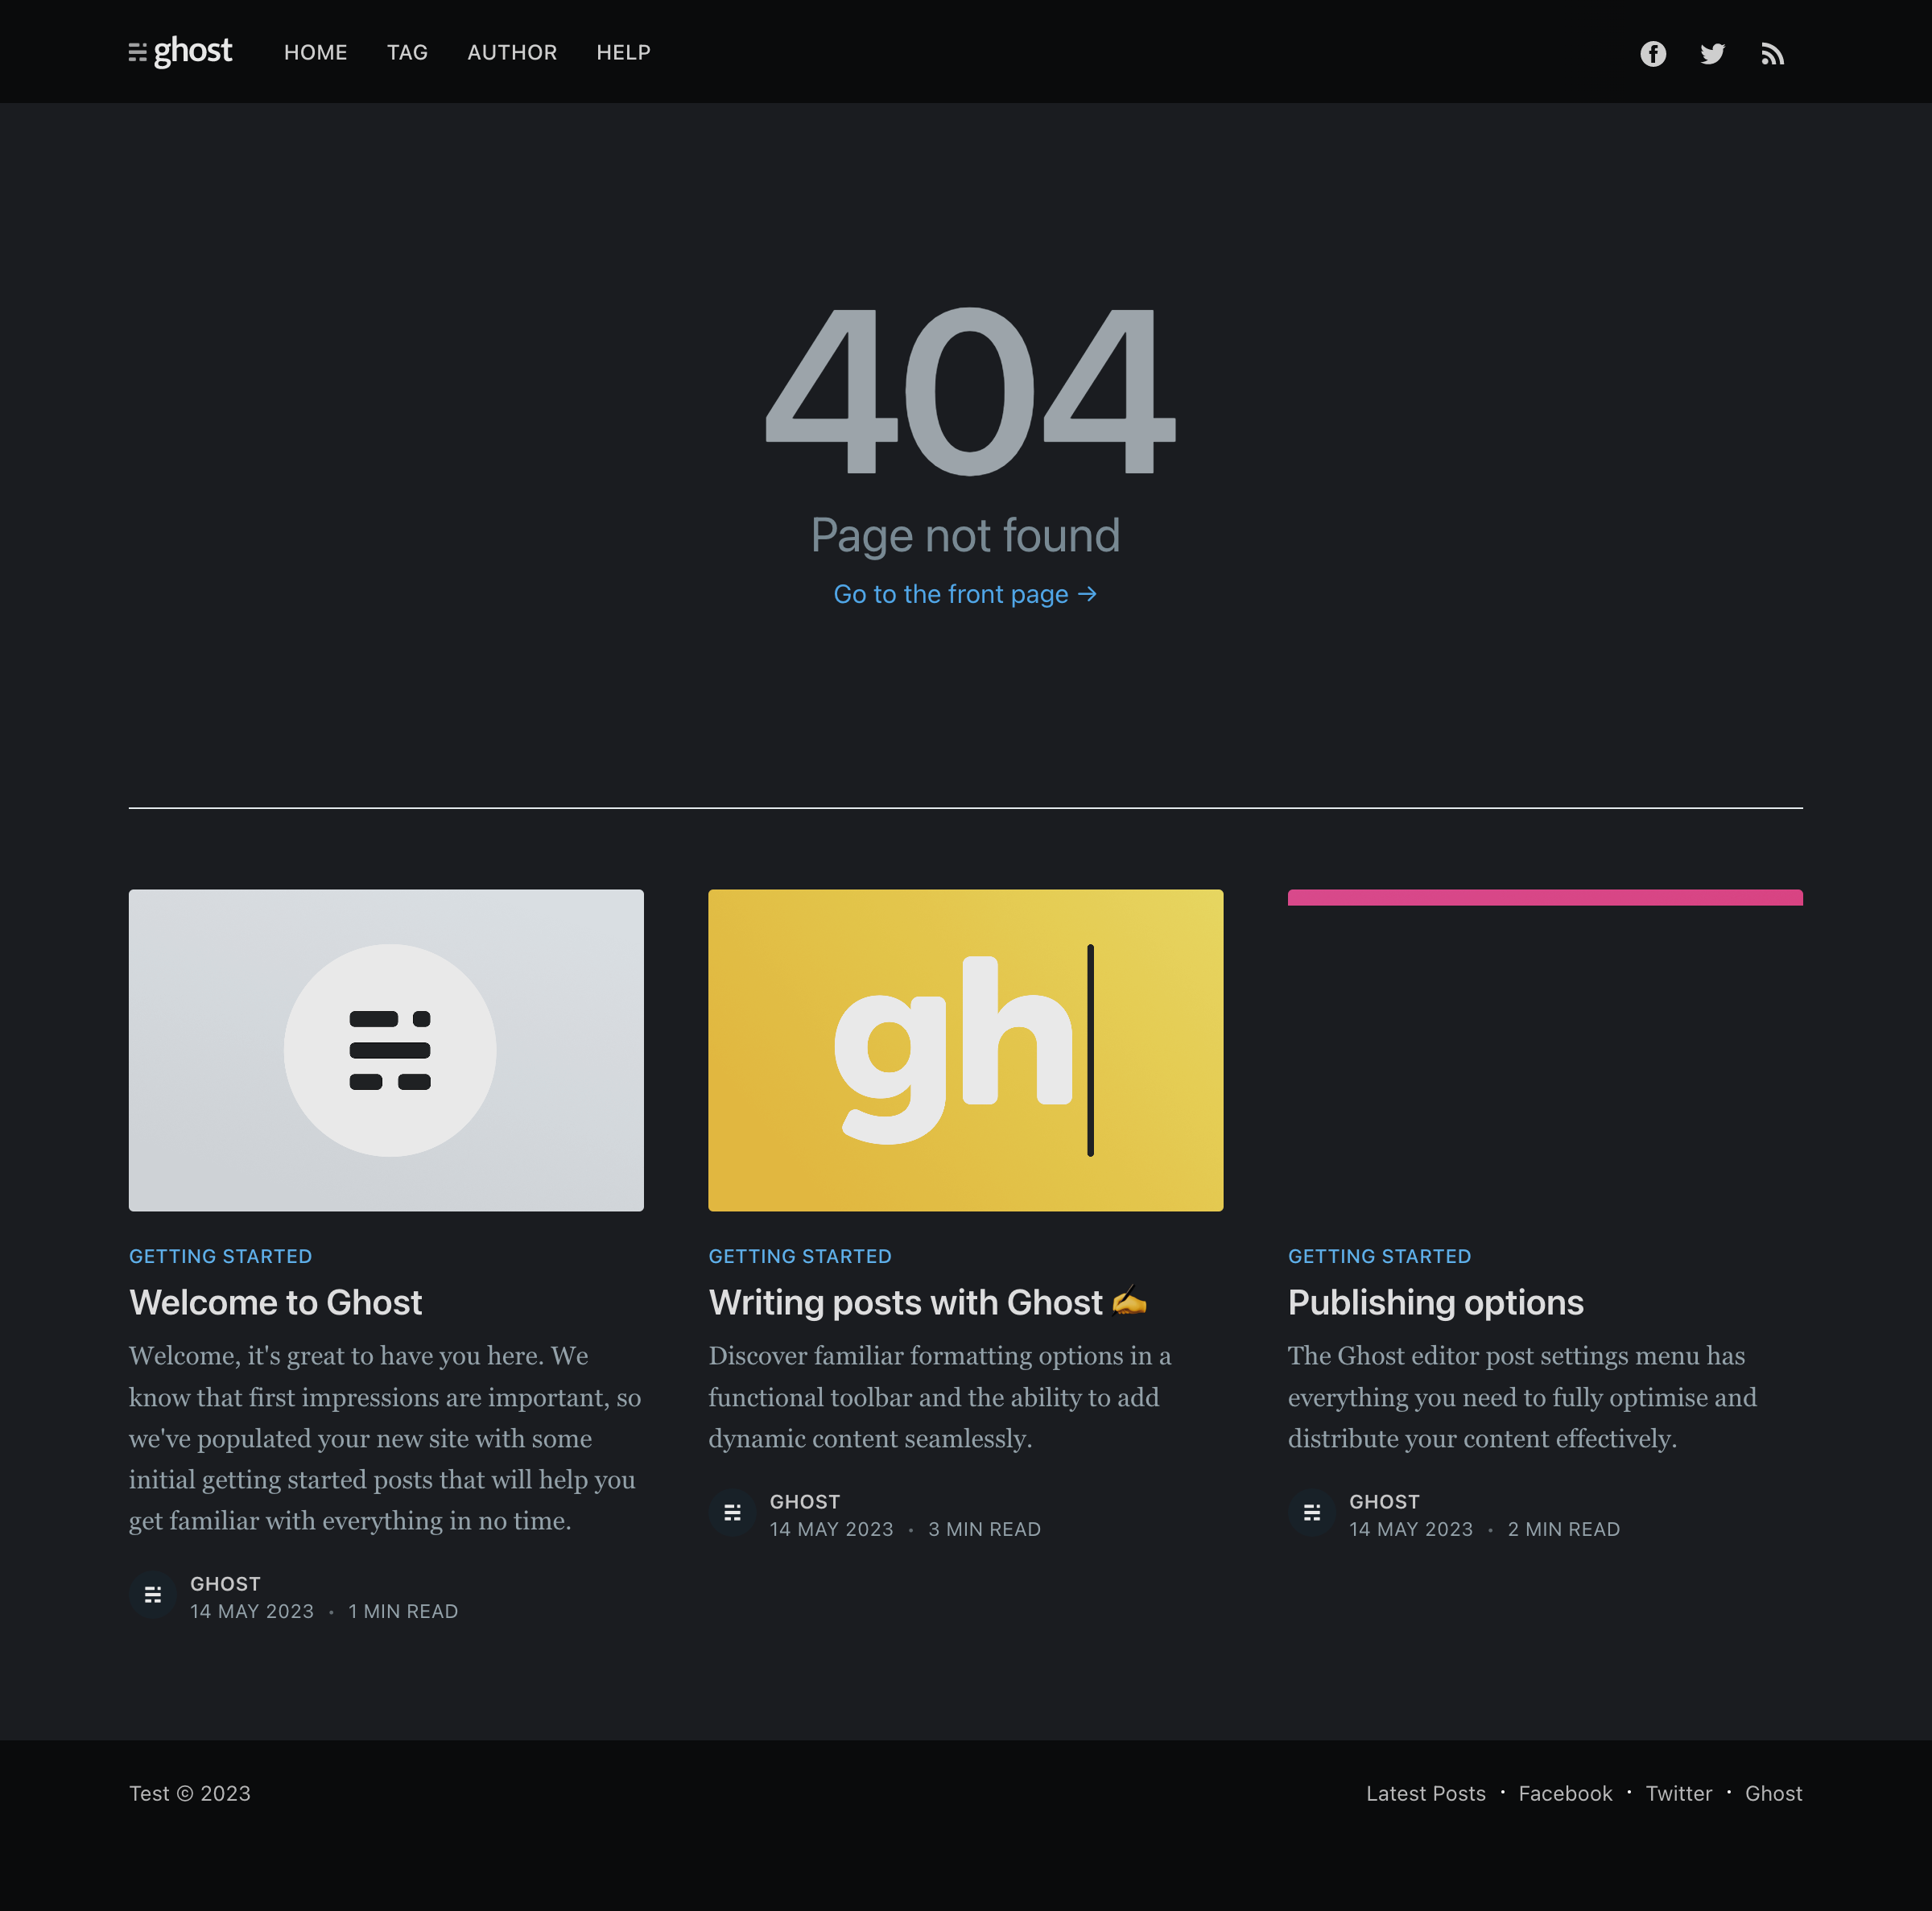 ghost HOME TAG AUTHOR HELP
404
Page not found
Go to the front page →
gh
GETTING STARTED
Welcome to Ghost
Welcome, it's great to have you here. We
know that first impressions are important, so
we've populated your new site with some
initial getting started posts that will help you
get familiar with everything in no time.
GHOST
14 MAY 2023 • 1 MIN READ
GETTING STARTED
Writing posts with Ghost ✍️
Discover familiar formatting options in a
functional toolbar and the ability to add
dynamic content seamlessly.
GHOST
14 MAY 2023 • 3 MIN READ
GETTING STARTED
Publishing options
The Ghost editor post settings menu has
everything you need to fully optimise and
distribute your content effectively.
GHOST
14 MAY 2023 • 2 MIN READ
Test © 2023
Latest Posts • Facebook • Twitter • Ghost